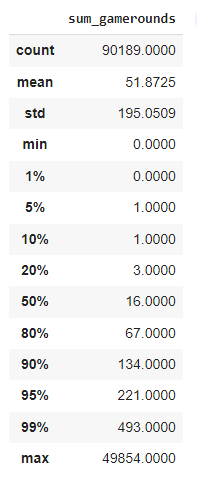 sum_gamerounds
count 90189.0000
mean 51.8725
std 195.0509
min 0.0000
1% 0.0000
5% 1.0000
10% 1.0000
20% 3.0000
50% 16.0000
80% 67.0000
90% 134.0000
95% 221.0000
99% 493.0000
max 49854.0000